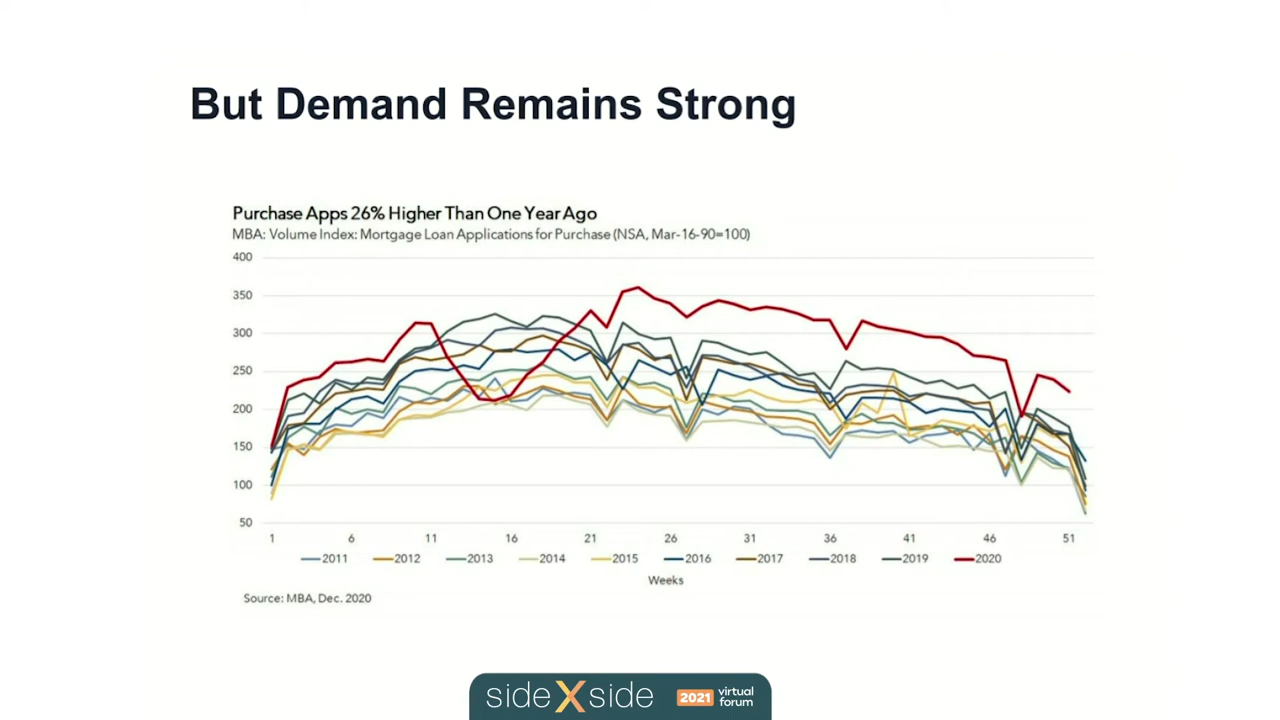 But Demand Remains Strong
Purchase Apps 26% Higher Than One Year Ago
MBA: Volume Index: Mortgage Loan Applications for Purchase (NSA, Mar-16-90=100)
400
350
300
250
200
150
100
50
1 6 11 16 21 26 31 36 41 46 51
2011 2012 2013 2014 2015 2016 2017 2018 2019 2020
Weeks
Source: MBA, Dec. 2020
side X side 2021 virtual forum